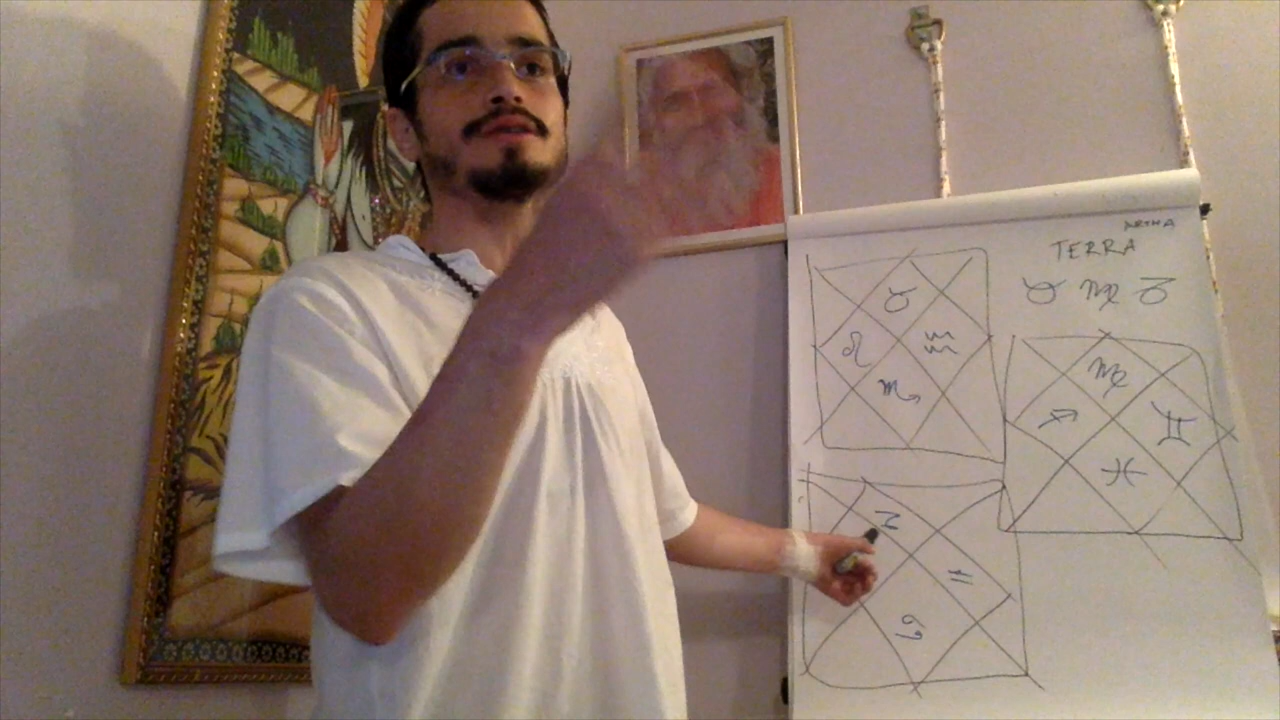 ARTHA
TERRA
♉ ♍ ♑
♉
♌ ♒
♏
♍
♐ ♊
♓
♋